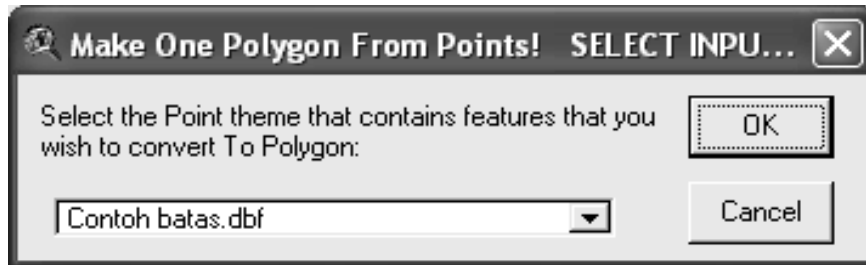 Make One Polygon From Points! SELECT INPU...
Select the Point theme that contains features that you
wish to convert To Polygon:
OK
Contoh batas.dbf
Cancel